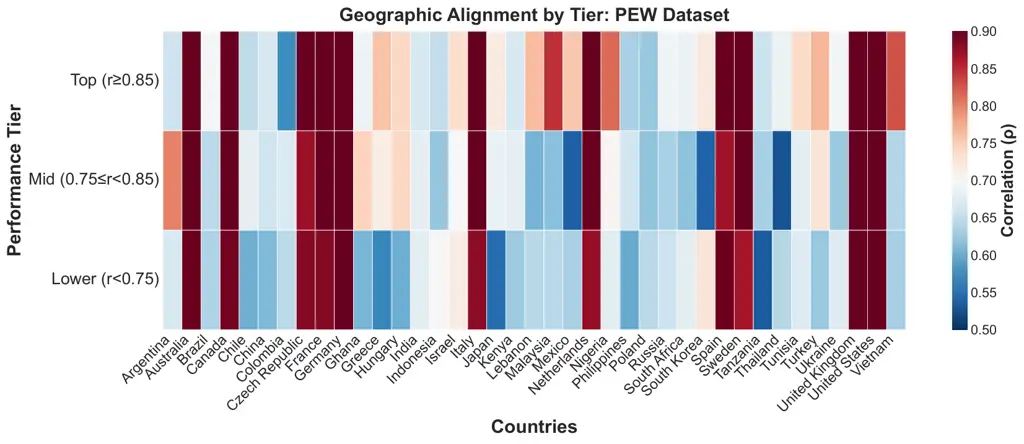 Geographic Alignment by Tier: PEW Dataset
Performance Tier
Top (r≥0.85)
Mid (0.75≤r<0.85)
Lower (r<0.75)
Argentina
Australia
Brazil
Canada
Chile
China
Colombia
Czech Republic
France
Germany
Ghana
Greece
Hungary
India
Indonesia
Israel
Italy
Japan
Kenya
Lebanon
Malaysia
Mexico
Netherlands
Nigeria
Philippines
Poland
Russia
South Africa
South Korea
Spain
Sweden
Tanzania
Thailand
Tunisia
Turkey
Ukraine
United Kingdom
United States
Vietnam
Countries
0.90
0.85
0.80
0.75
0.70
0.65
0.60
0.55
0.50
Correlation (ρ)